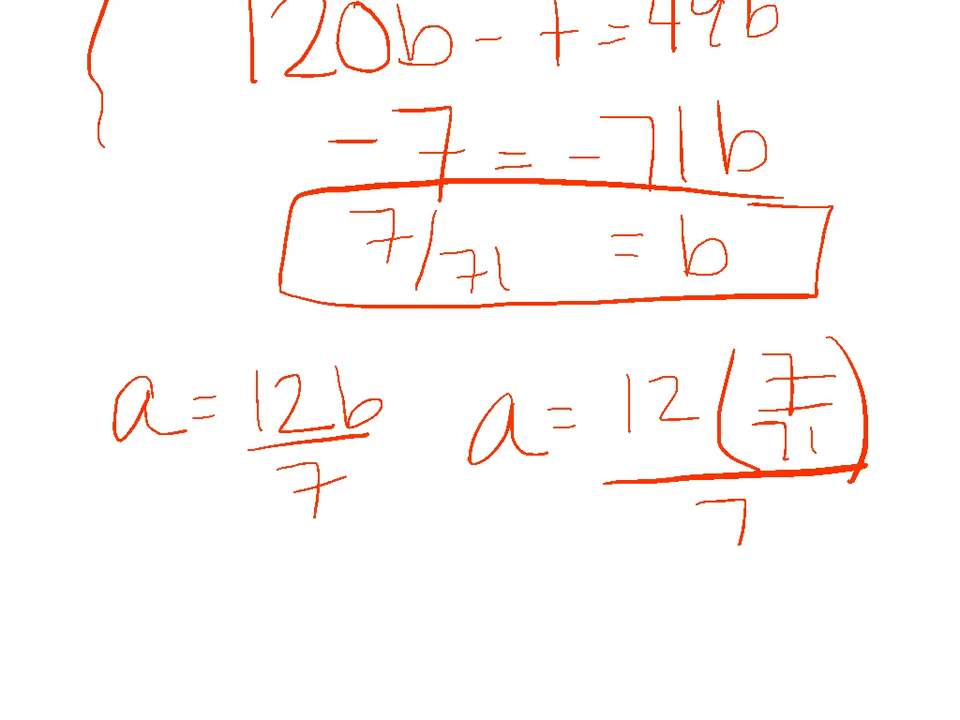 120b - 7 = 49b
- 7 = - 71b
7/71 = b
a = 12b/7 a = 12(7/71)/7